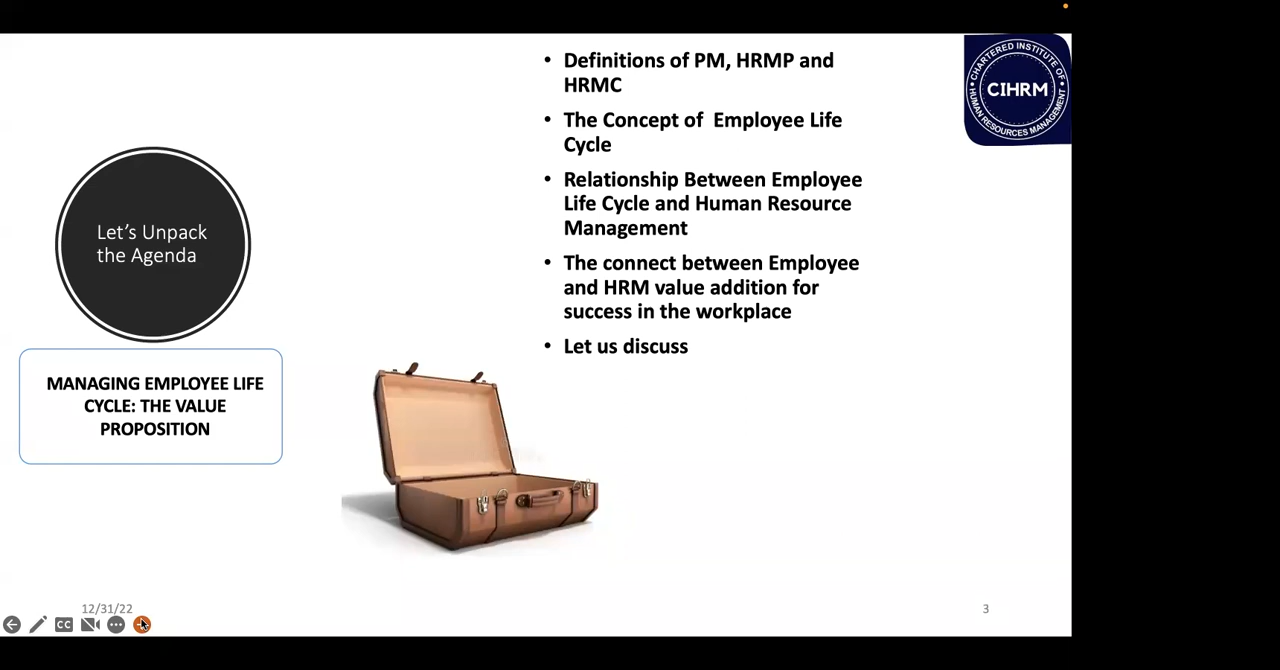 Let's Unpack
the Agenda
MANAGING EMPLOYEE LIFE
CYCLE: THE VALUE
PROPOSITION
• Definitions of PM, HRMP and
HRMC
• The Concept of  Employee Life
Cycle
• Relationship Between Employee
Life Cycle and Human Resource
Management
• The connect between Employee
and HRM value addition for
success in the workplace
• Let us discuss
CHARTERED INSTITUTE OF
CIHRM
HUMAN RESOURCES MANAGEMENT
12/31/22
3
CC